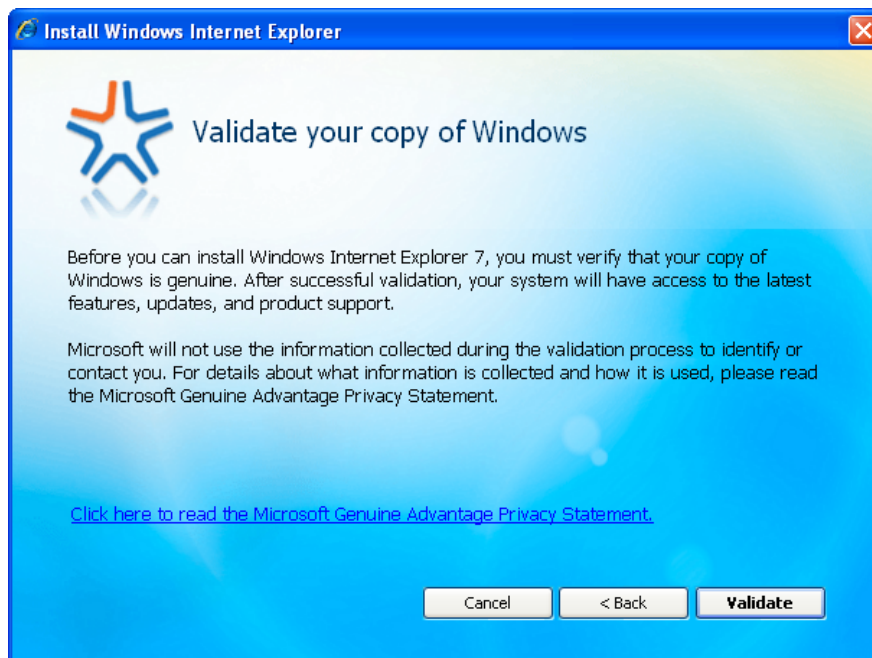 Install Windows Internet Explorer
Validate your copy of Windows
Before you can install Windows Internet Explorer 7, you must verify that your copy of
Windows is genuine. After successful validation, your system will have access to the latest
features, updates, and product support.
Microsoft will not use the information collected during the validation process to identify or
contact you. For details about what information is collected and how it is used, please read
the Microsoft Genuine Advantage Privacy Statement.
Click here to read the Microsoft Genuine Advantage Privacy Statement.
Cancel < Back Validate